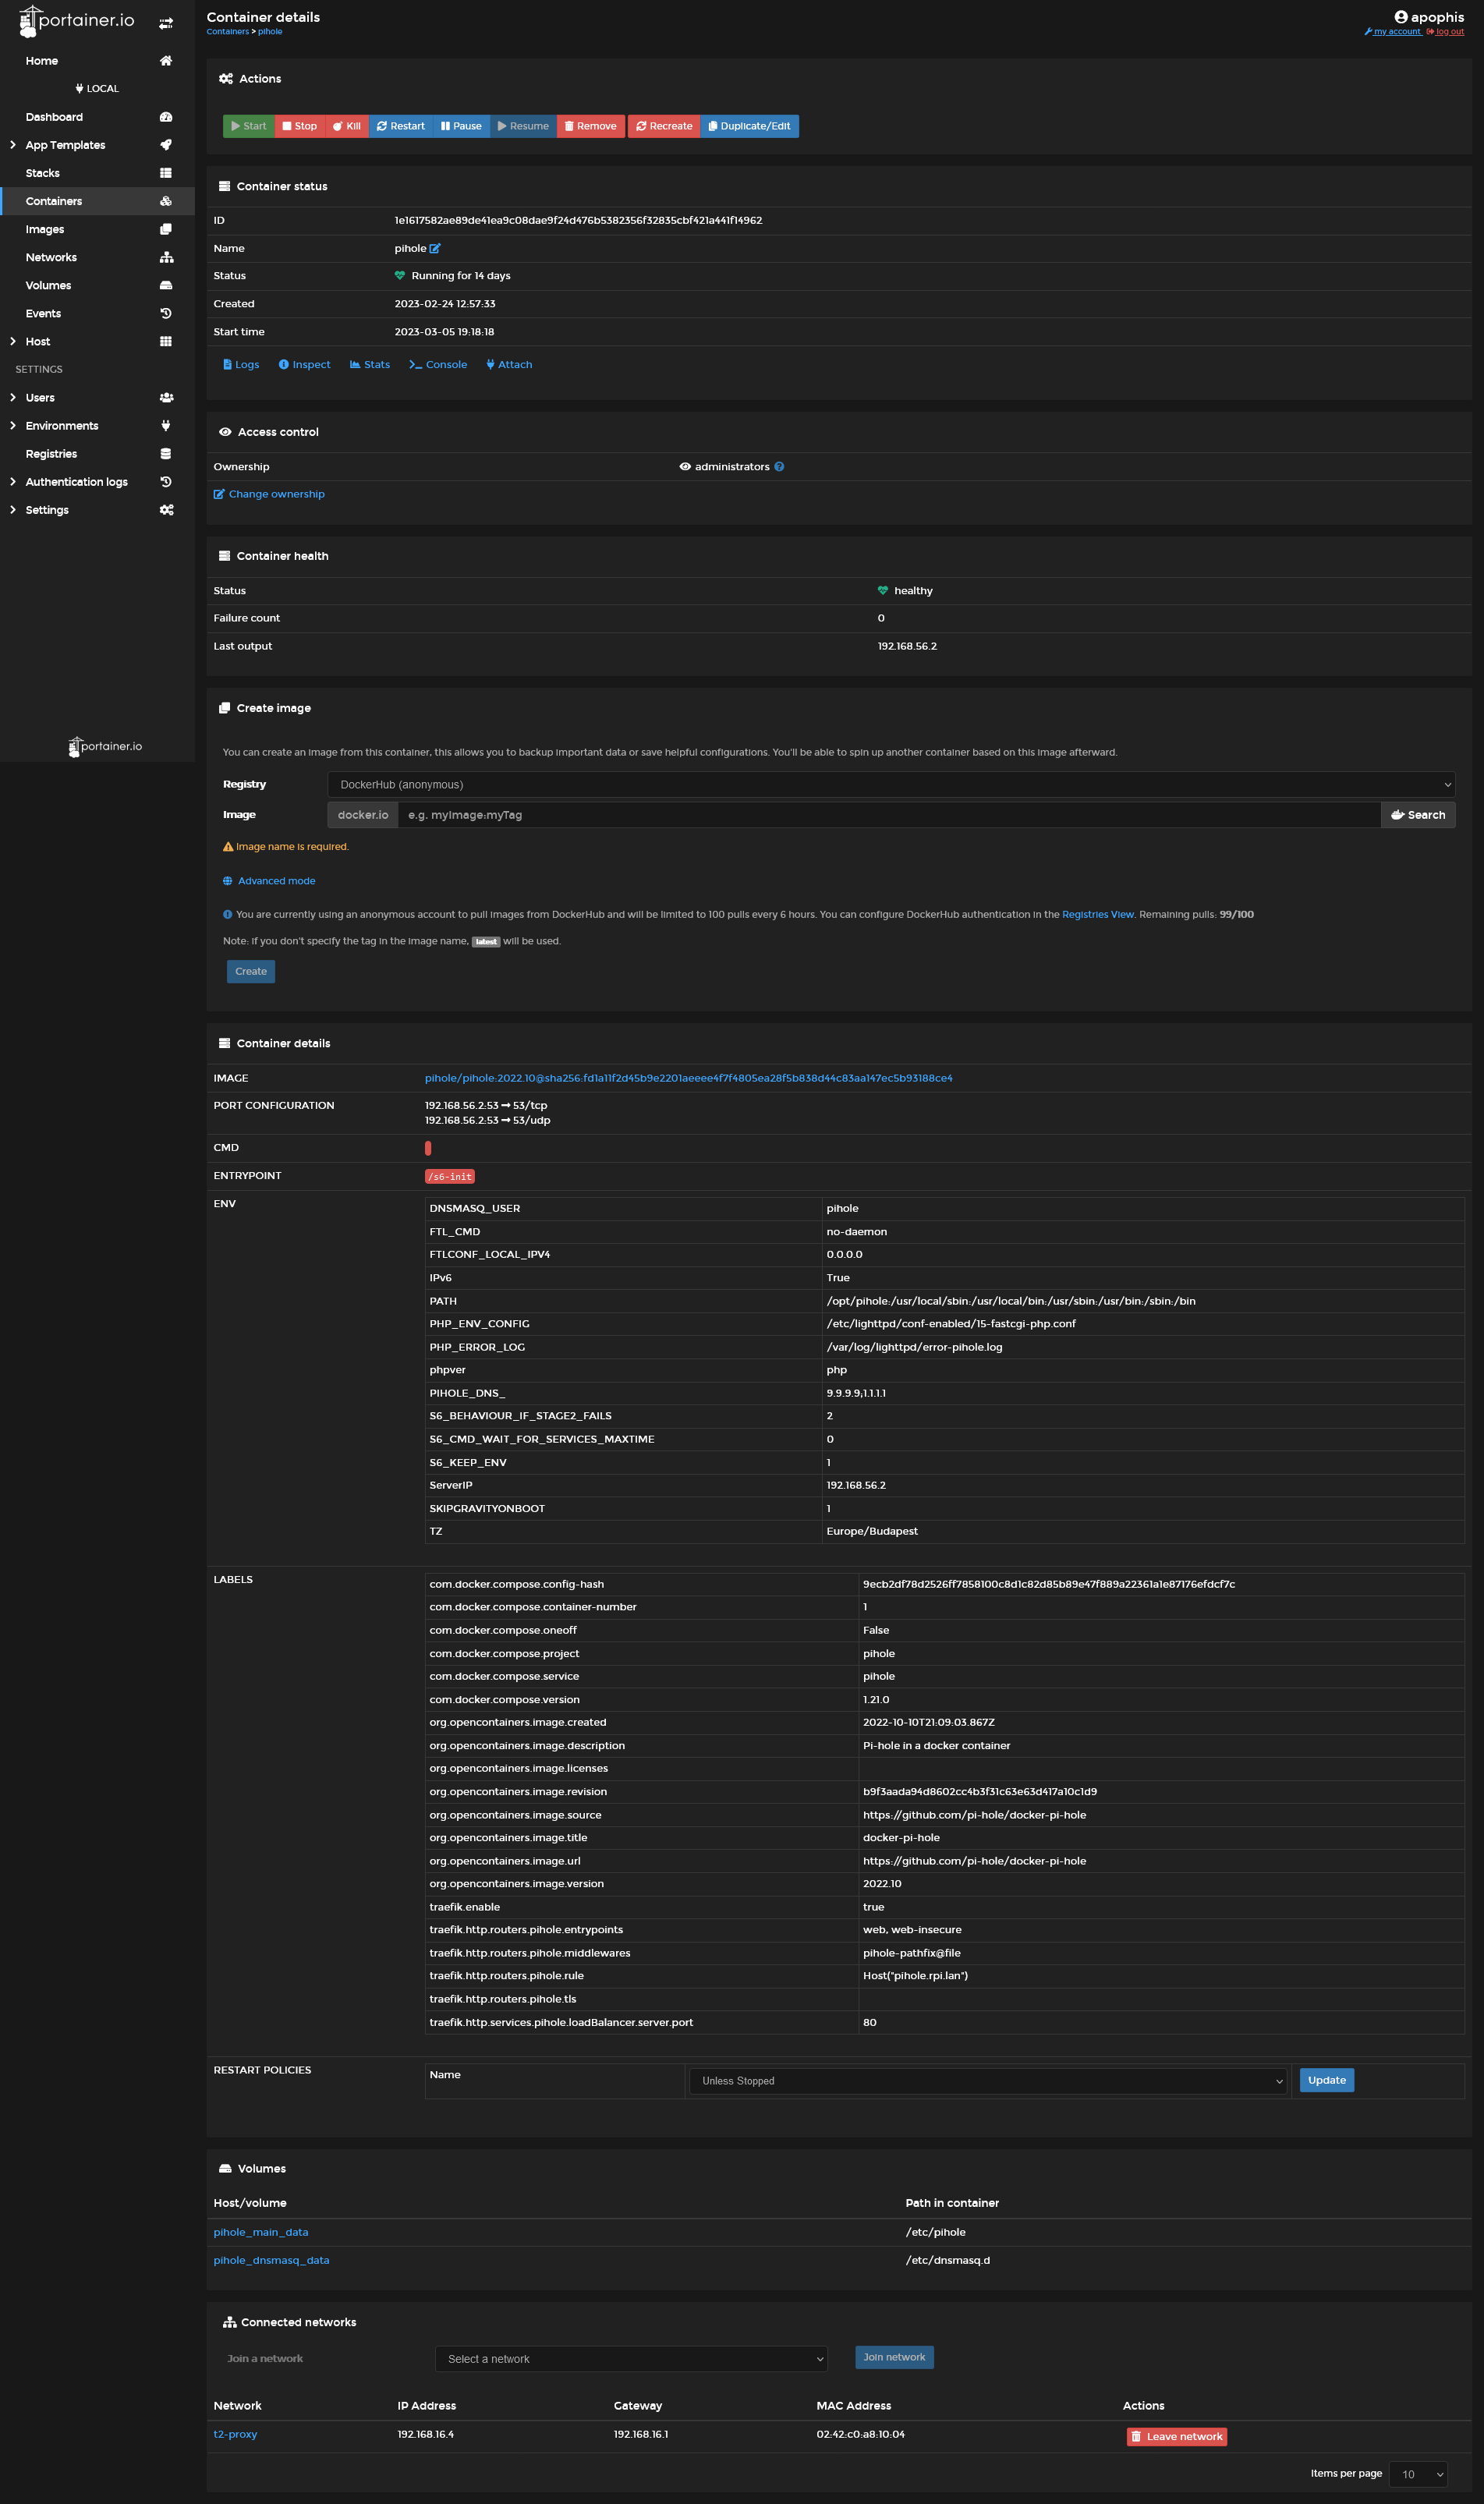 portainer.io
Home
LOCAL
Dashboard
App Templates
Stacks
Containers
Images
Networks
Volumes
Events
Host
SETTINGS
Users
Environments
Registries
Authentication logs
Settings
portainer.io
Container details
Containers > pihole
apophis
my account log out
Actions
Start Stop Kill Restart Pause Resume Remove Recreate Duplicate/Edit
Container status
ID 1e1617582ae89de41ea9c08dae9f24d476b5382356f32835cbf421a441f14962
Name pihole
Status Running for 14 days
Created 2023-02-24 12:57:33
Start time 2023-03-05 19:18:18
Logs Inspect Stats Console Attach
Access control
Ownership administrators
Change ownership
Container health
Status healthy
Failure count 0
Last output 192.168.56.2
Create image
You can create an image from this container, this allows you to backup important data or save helpful configurations. You'll be able to spin up another container based on this image afterward.
Registry DockerHub (anonymous)
Image docker.io e.g. myImage:myTag Search
Image name is required.
Advanced mode
You are currently using an anonymous account to pull images from DockerHub and will be limited to 100 pulls every 6 hours. You can configure DockerHub authentication in the Registries View. Remaining pulls: 99/100
Note: if you don't specify the tag in the image name, latest will be used.
Create
Container details
IMAGE pihole/pihole:2022.10@sha256:fd1a11f2d45b9e2201aeeee4f7f4805ea28f5b838d44c83aa147ec5b93188ce4
PORT CONFIGURATION 192.168.56.2:53 → 53/tcp
192.168.56.2:53 → 53/udp
CMD
ENTRYPOINT /s6-init
ENV
DNSMASQ_USER pihole
FTL_CMD no-daemon
FTLCONF_LOCAL_IPV4 0.0.0.0
IPv6 True
PATH /opt/pihole:/usr/local/sbin:/usr/local/bin:/usr/sbin:/usr/bin:/sbin:/bin
PHP_ENV_CONFIG /etc/lighttpd/conf-enabled/15-fastcgi-php.conf
PHP_ERROR_LOG /var/log/lighttpd/error-pihole.log
phpver php
PIHOLE_DNS_ 9.9.9.9;1.1.1.1
S6_BEHAVIOUR_IF_STAGE2_FAILS 2
S6_CMD_WAIT_FOR_SERVICES_MAXTIME 0
S6_KEEP_ENV 1
ServerIP 192.168.56.2
SKIPGRAVITYONBOOT 1
TZ Europe/Budapest
LABELS
com.docker.compose.config-hash 9ecb2df78d2526ff7858100c8d1c82d85b89e47f889a22361a1e87176efdcf7c
com.docker.compose.container-number 1
com.docker.compose.oneoff False
com.docker.compose.project pihole
com.docker.compose.service pihole
com.docker.compose.version 1.21.0
org.opencontainers.image.created 2022-10-10T21:09:03.867Z
org.opencontainers.image.description Pi-hole in a docker container
org.opencontainers.image.licenses
org.opencontainers.image.revision b9f3aada94d8602cc4b3f31c63e63d417a10c1d9
org.opencontainers.image.source https://github.com/pi-hole/docker-pi-hole
org.opencontainers.image.title docker-pi-hole
org.opencontainers.image.url https://github.com/pi-hole/docker-pi-hole
org.opencontainers.image.version 2022.10
traefik.enable true
traefik.http.routers.pihole.entrypoints web, web-insecure
traefik.http.routers.pihole.middlewares pihole-pathfix@file
traefik.http.routers.pihole.rule Host("pihole.rpi.lan")
traefik.http.routers.pihole.tls
traefik.http.services.pihole.loadBalancer.server.port 80
RESTART POLICIES Name Unless Stopped Update
Volumes
Host/volume Path in container
pihole_main_data /etc/pihole
pihole_dnsmasq_data /etc/dnsmasq.d
Connected networks
Join a network Select a network Join network
Network IP Address Gateway MAC Address Actions
t2-proxy 192.168.16.4 192.168.16.1 02:42:c0:a8:10:04 Leave network
Items per page 10